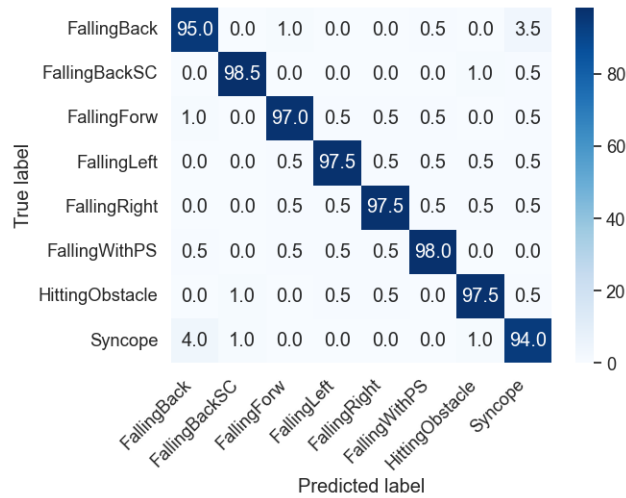 FallingBack 95.0 0.0 1.0 0.0 0.0 0.5 0.0 3.5
FallingBackSC 0.0 98.5 0.0 0.0 0.0 0.0 1.0 0.5
FallingForw 1.0 0.0 97.0 0.5 0.5 0.5 0.0 0.5
FallingLeft 0.0 0.0 0.5 97.5 0.5 0.5 0.5 0.5
FallingRight 0.0 0.0 0.5 0.5 97.5 0.5 0.5 0.5
FallingWithPS 0.5 0.0 0.5 0.5 0.5 98.0 0.0 0.0
HittingObstacle 0.0 1.0 0.0 0.5 0.5 0.0 97.5 0.5
Syncope 4.0 1.0 0.0 0.0 0.0 0.0 1.0 94.0
True label
FallingBack FallingBackSC FallingForw FallingLeft FallingRight FallingWithPS HittingObstacle Syncope
Predicted label
80
60
40
20
0